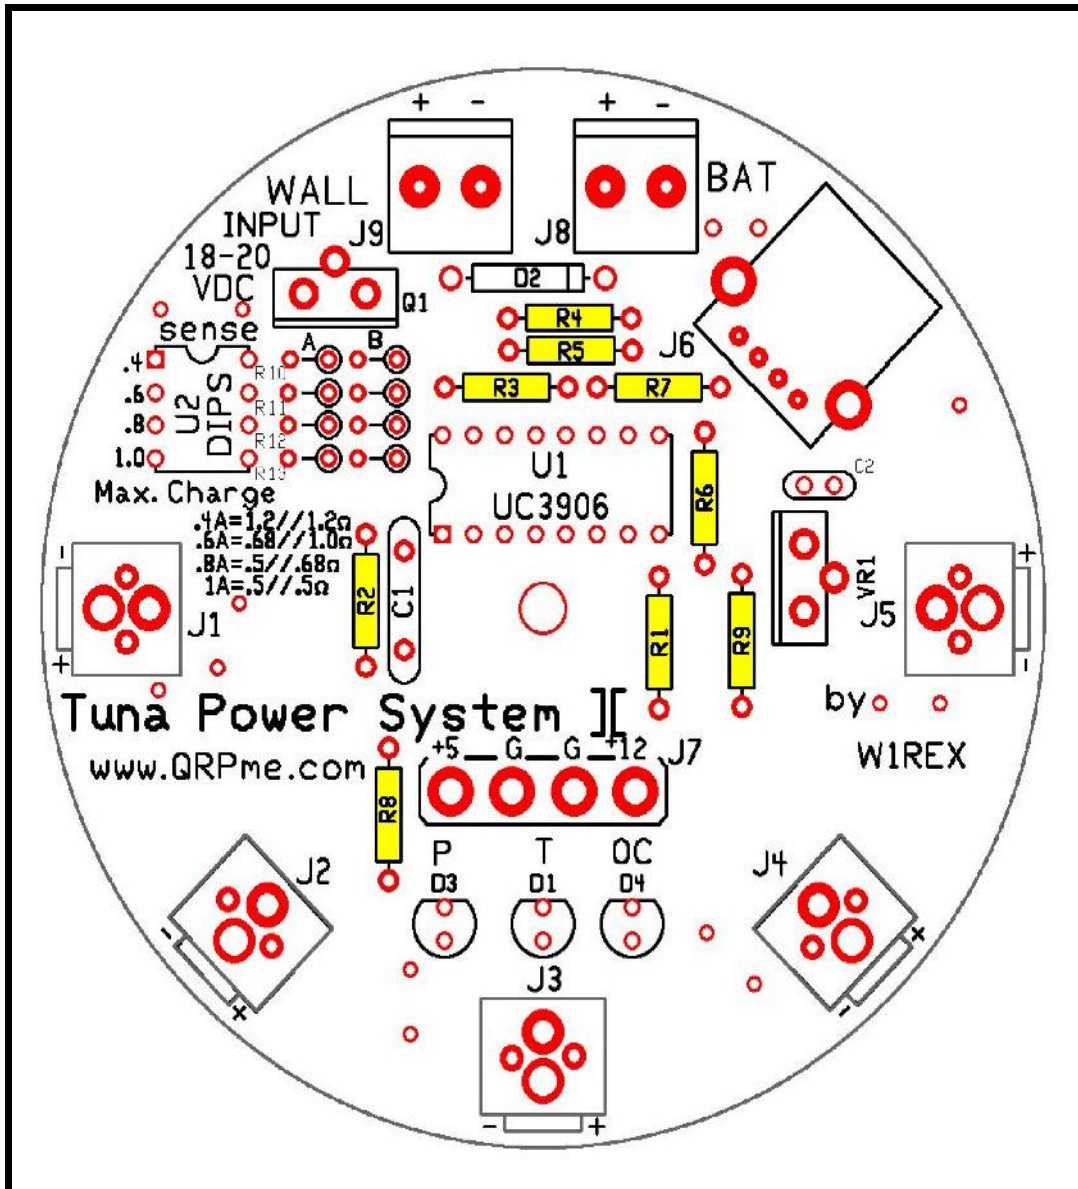 + - + -
WALL
BAT
INPUT
J9
J8
18-20
VDC
D2
Q1
sense
R4
A B
J6
R5
.4
R10
R3
R7
.6
U2
DIPS
R11
.8
R12
1.0
R13
U1
UC3906
R6
C2
Max. Charge
.4A=1.2//1.2Ω
.6A=.68//1.0Ω
.8A=.5//.68Ω
1A=.5//.5Ω
R2
C1
VR1
-
+
J1
J5
R1
R9
+
-
Tuna Power System ][
by
+5 G G +12
J7
www.QRPme.com
W1REX
R8
P T OC
J2
J4
D3 D1 D4
- +
+ -
J3
- +